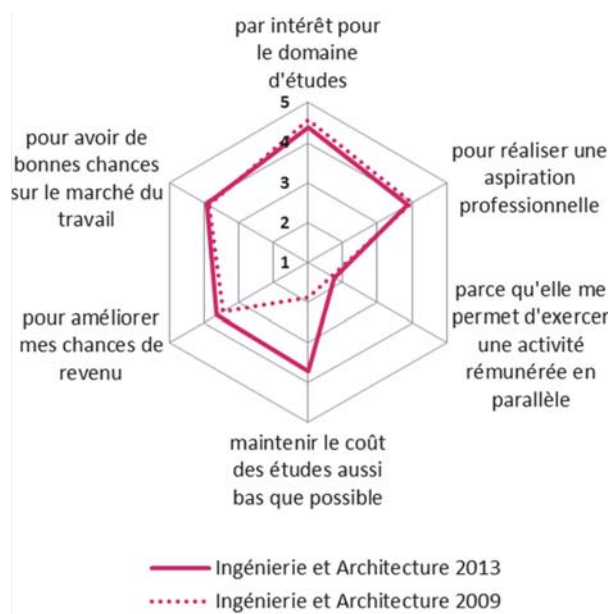 par intérêt pour
le domaine
d'études
5
4
3
2
1
pour réaliser une
aspiration
professionnelle
parce qu'elle me
permet d'exercer
une activité
rémunérée en
parallèle
maintenir le coût
des études aussi
bas que possible
pour améliorer
mes chances de
revenu
pour avoir de
bonnes chances
sur le marché du
travail
Ingénierie et Architecture 2013
Ingénierie et Architecture 2009